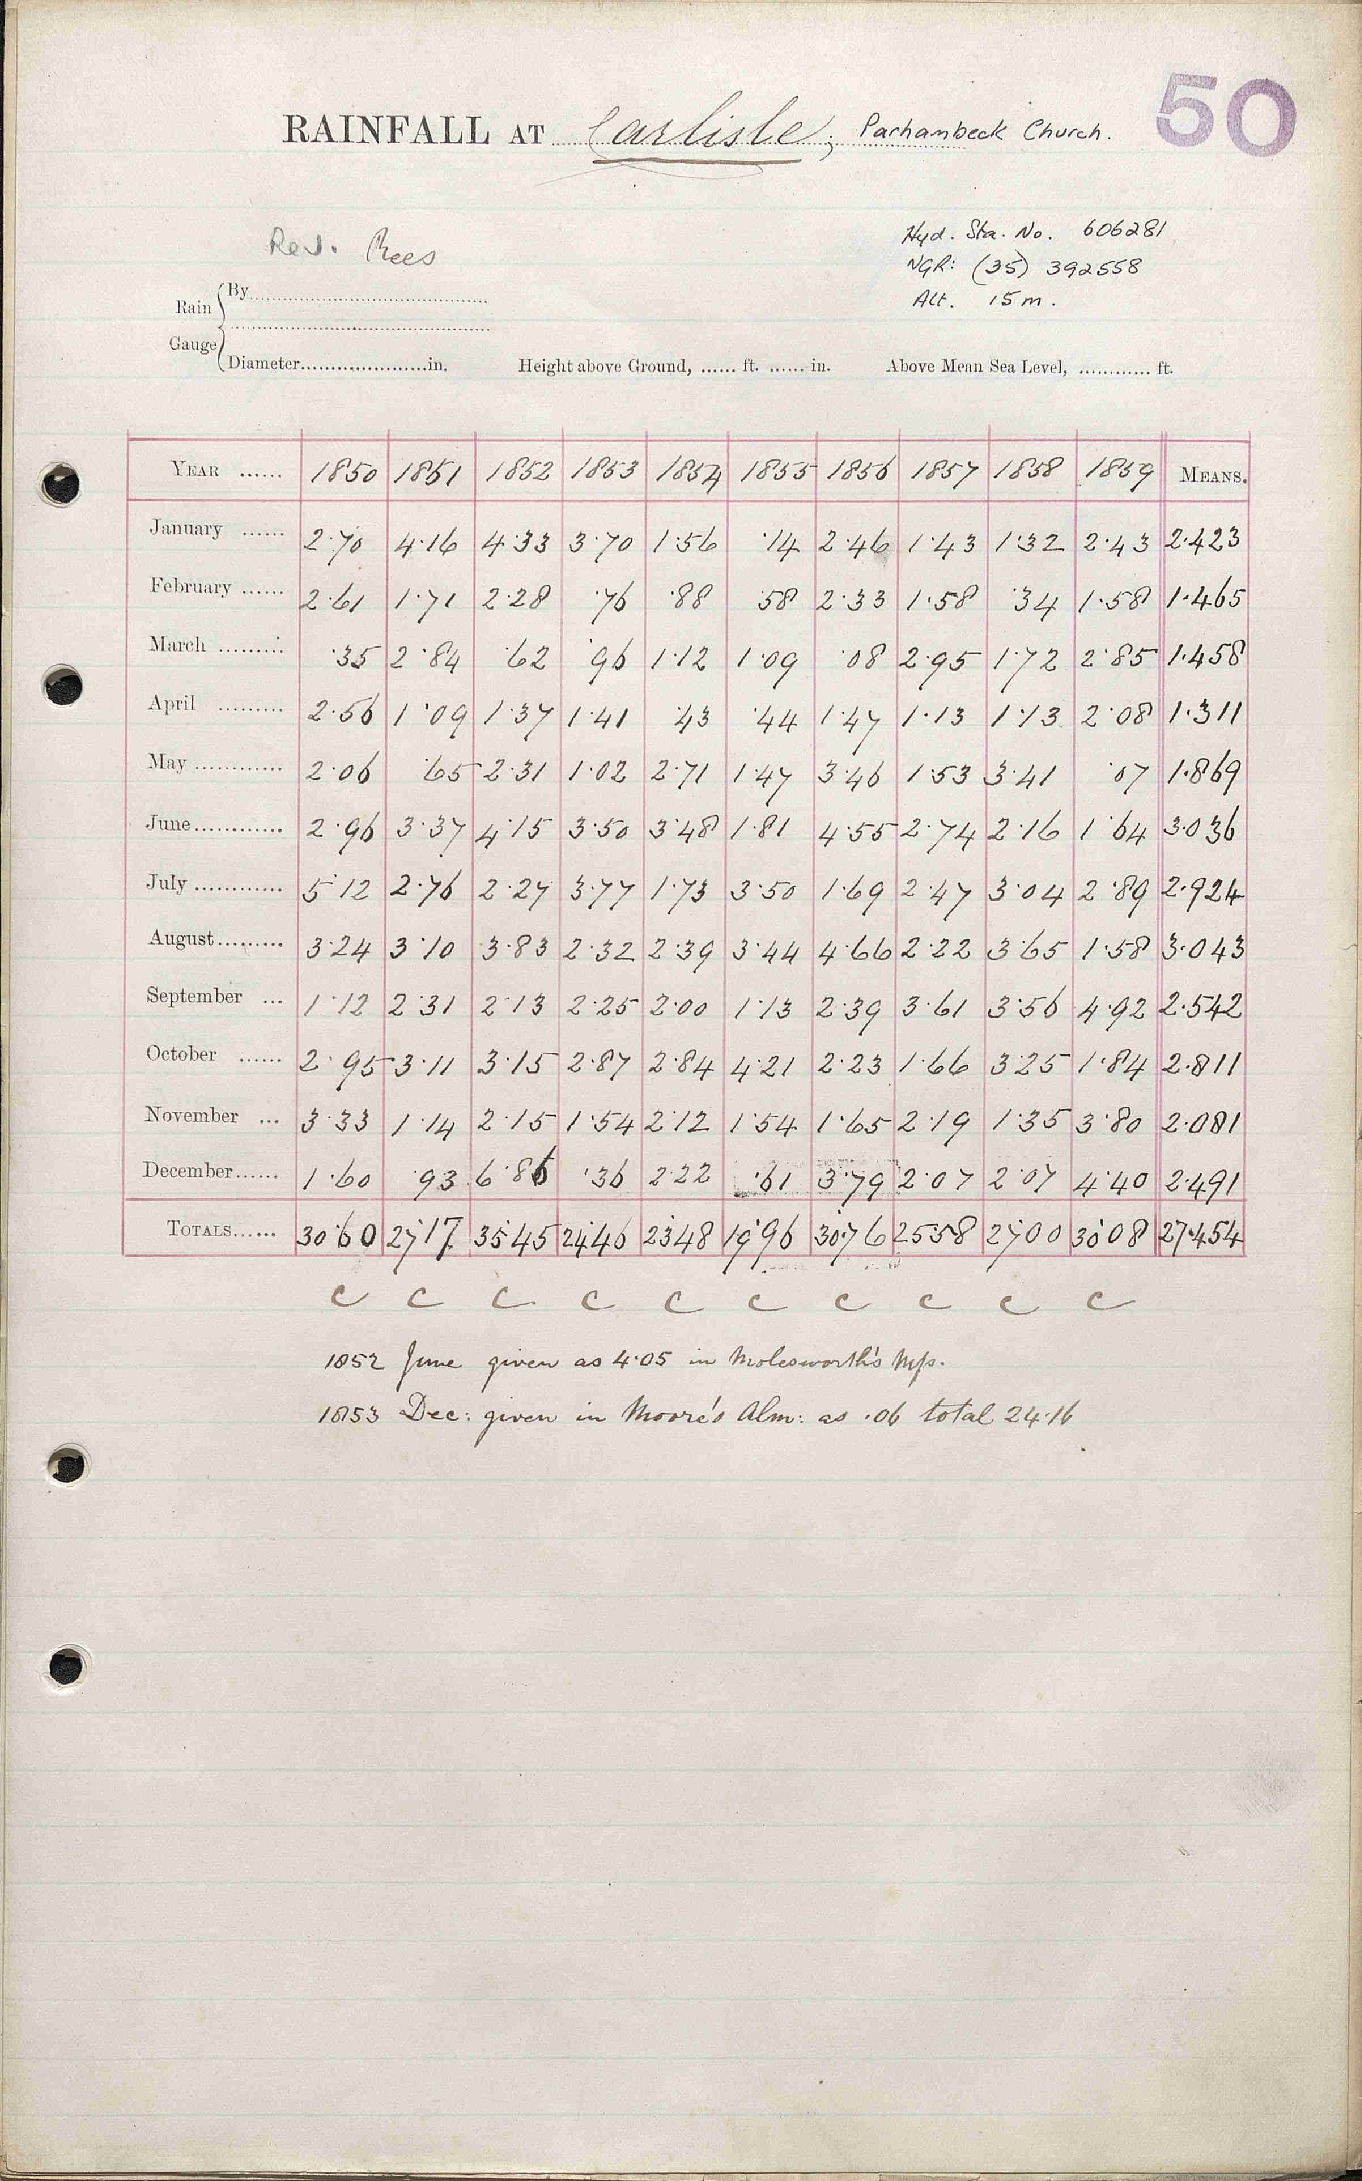 50
RAINFALL AT Carlisle; Parhambeck Church.
Rev. Rees
Hyd. Sta. No. 606281
NGR: (35) 392558
Alt. 15m.
Rain Gauge { By
Diameter......in. Height above Ground, ...... ft. ...... in. Above Mean Sea Level, ............ ft.
YEAR ...... 1850 1851 1852 1853 1854 1855 1856 1857 1858 1859 MEANS.
January ...... 2.70 4.16 4.33 3.70 1.56 .14 2.46 1.43 1.32 2.43 2.423
February ...... 2.61 1.71 2.28 .76 .88 .58 2.33 1.58 .34 1.58 1.465
March ......... .35 2.84 .62 .96 1.12 1.09 .08 2.95 1.72 2.85 1.458
April ......... 2.56 1.09 1.37 1.41 .43 .44 1.47 1.13 1.13 2.08 1.311
May ............ 2.06 .65 2.31 1.02 2.71 1.47 3.46 1.53 3.41 .07 1.869
June............ 2.96 3.37 4.15 3.50 3.48 1.81 4.55 2.74 2.16 1.64 3.036
July ............ 5.12 2.76 2.27 3.77 1.73 3.50 1.69 2.47 3.04 2.89 2.924
August......... 3.24 3.10 3.83 2.32 2.39 3.44 4.66 2.22 3.65 1.58 3.043
September ... 1.12 2.31 2.13 2.25 2.00 1.13 2.39 3.61 3.56 4.92 2.542
October ...... 2.95 3.11 3.15 2.87 2.84 4.21 2.23 1.66 3.25 1.84 2.811
November ... 3.33 1.14 2.15 1.54 2.12 1.54 1.65 2.19 1.35 3.80 2.081
December...... 1.60 .93 6.86 .36 2.22 .61 3.79 2.07 2.07 4.40 2.491
TOTALS...... 30.60 27.17 35.45 24.46 23.48 19.96 30.76 25.58 27.00 30.08 27.454
C C C C C C C C C C
1852 June given as 4.05 in Molesworth's Mss.
1853 Dec: given in Moore's Alm: as .06 total 24.16